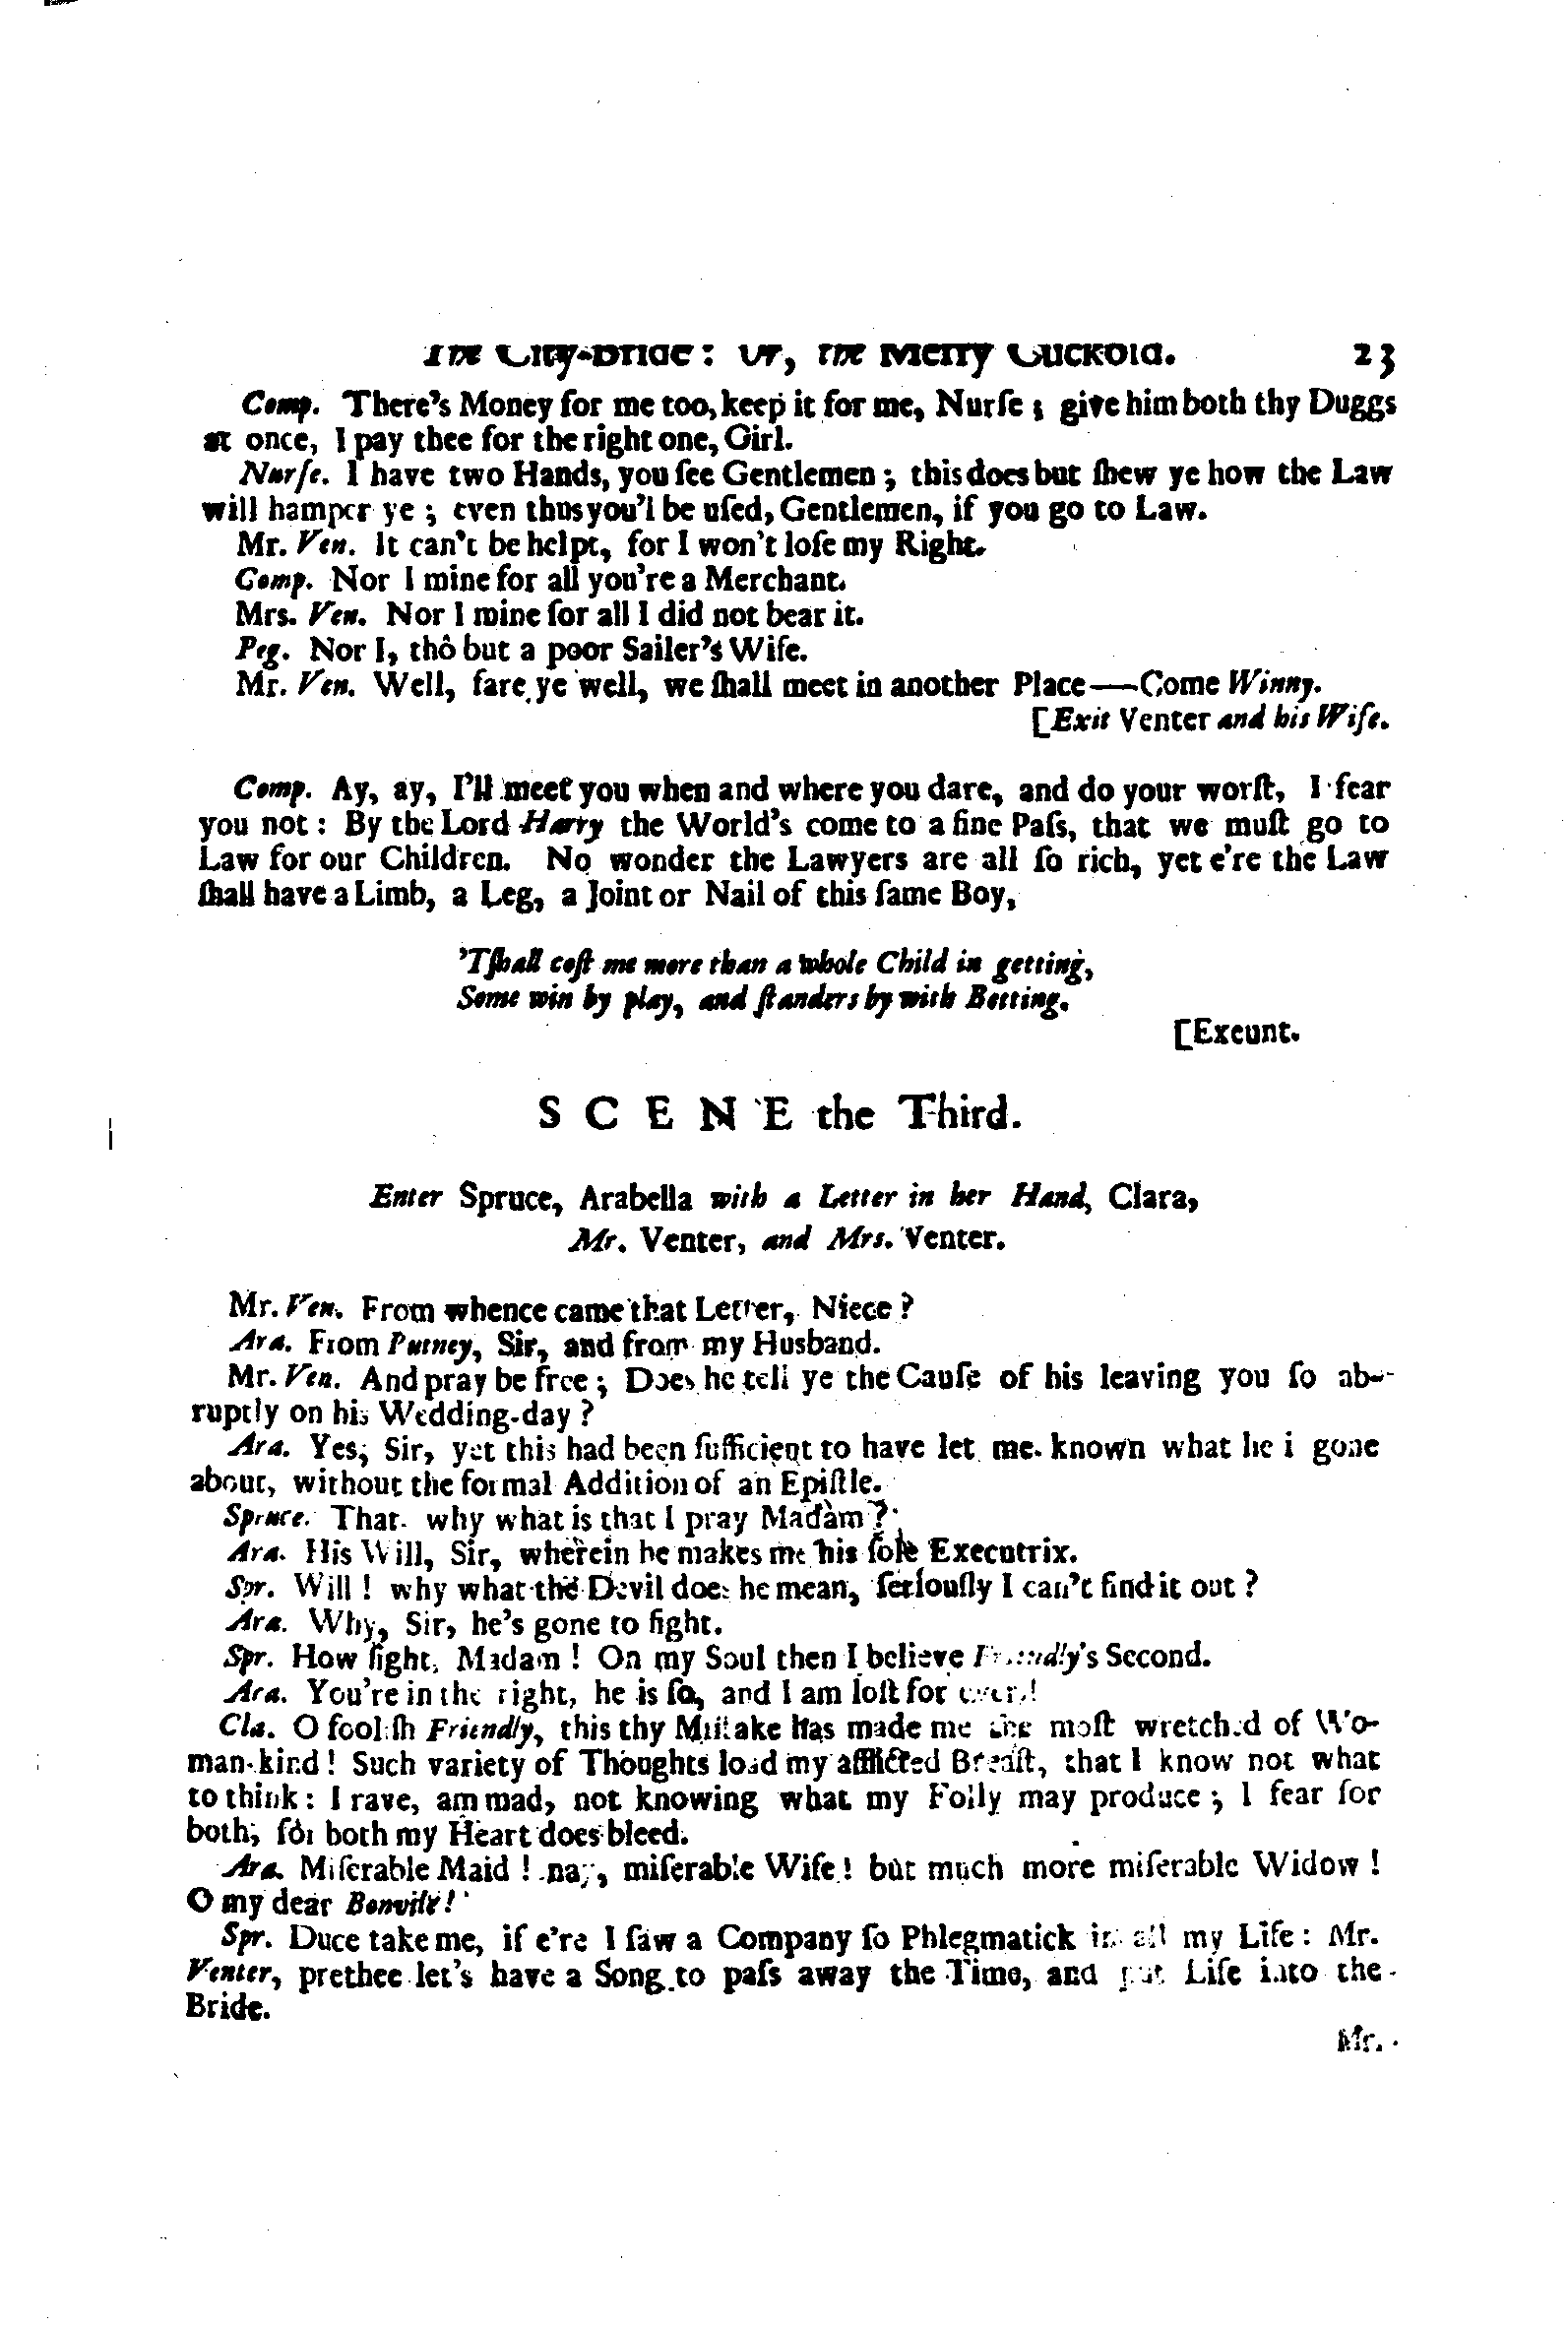 The City-Bride: Or, the Merry Cuckold. 23
Comp. There's Money for me too, keep it for me, Nurſe; give him both thy Duggs
at once, I pay thee for the right one, Girl.
Nurſe. I have two Hands, you ſee Gentlemen; this does but ſhew ye how the Law
will hamper ye; even thus you'l be uſed, Gentlemen, if you go to Law.
Mr. Ven. It can't be helpt, for I won't loſe my Right.
Comp. Nor I mine for all you're a Merchant.
Mrs. Ven. Nor I mine for all I did not bear it.
Peg. Nor I, thô but a poor Sailer's Wife.
Mr. Ven. Well, fare ye well, we ſhall meet in another Place——Come Winny.
[Exit Venter and his Wife.
Comp. Ay, ay, I'll meet you when and where you dare, and do your worſt, I fear
you not: By the Lord Harry the World's come to a fine Paſs, that we muſt go to
Law for our Children. No wonder the Lawyers are all ſo rich, yet e're the Law
ſhall have a Limb, a Leg, a Joint or Nail of this ſame Boy,
'Tſhall coſt me more than a whole Child in getting,
Some win by play, and ſtanders by with Betting.
[Exeunt.
SCENE the Third.
Enter Spruce, Arabella with a Letter in her Hand, Clara,
Mr. Venter, and Mrs. Venter.
Mr. Ven. From whence came that Letter, Niece?
Ara. From Putney, Sir, and from my Husband.
Mr. Ven. And pray be free; Does he tell ye the Cauſe of his leaving you ſo ab-
ruptly on his Wedding-day?
Ara. Yes, Sir, yet this had been ſufficient to have let me known what he i gone
about, without the formal Addition of an Epiſtle.
Spruce. That. why what is that I pray Madam?
Ara. His Will, Sir, wherein he makes me his ſole Executrix.
Spr. Will! why what the Devil does he mean, ſeriouſly I can't find it out?
Ara. Why, Sir, he's gone to fight.
Spr. How fight, Madam! On my Soul then I believe Friendly's Second.
Ara. You're in the right, he is ſo, and I am loſt for ever!
Cla. O fooliſh Friendly, this thy Miſtake has made me the moſt wretched of Wo-
man-kind! Such variety of Thoughts load my afflicted Breaſt, that I know not what
to think: I rave, am mad, not knowing what my Folly may produce; I fear for
both, for both my Heart does bleed.
Ara. Miſerable Maid! nay, miſerable Wife! but much more miſerable Widow!
O my dear Bonvile!
Spr. Duce take me, if e're I ſaw a Company ſo Phlegmatick in all my Life: Mr.
Venter, prethee let's have a Song to paſs away the Time, and put Life into the
Bride.
Mr.